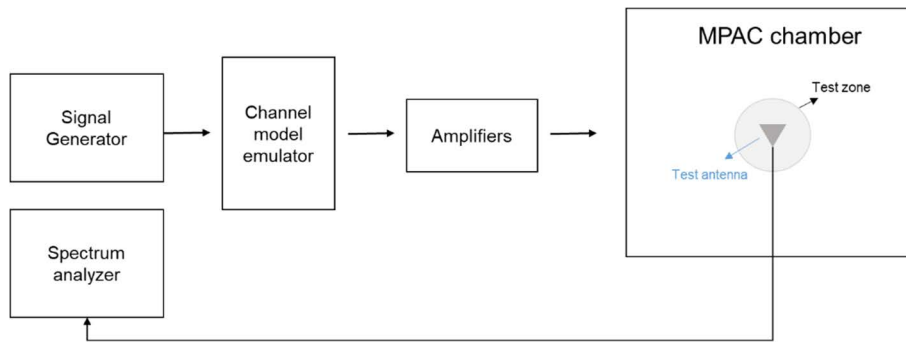 Signal
Generator
Channel
model
emulator
Amplifiers
MPAC chamber
Test zone
Test antenna
Spectrum
analyzer